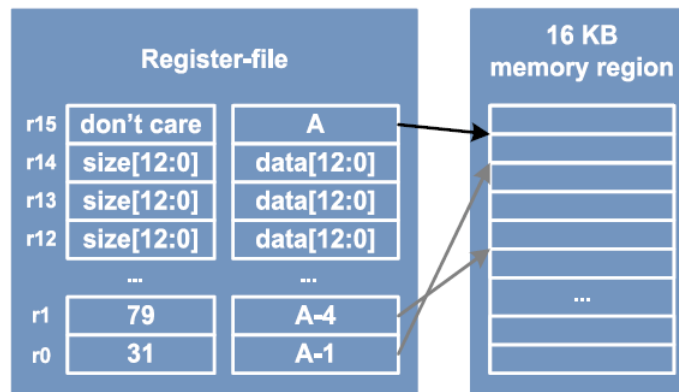 Register-file
16 KB
memory region
r15 don't care A
r14 size[12:0] data[12:0]
r13 size[12:0] data[12:0]
r12 size[12:0] data[12:0]
... ...
...
r1 79 A-4
r0 31 A-1